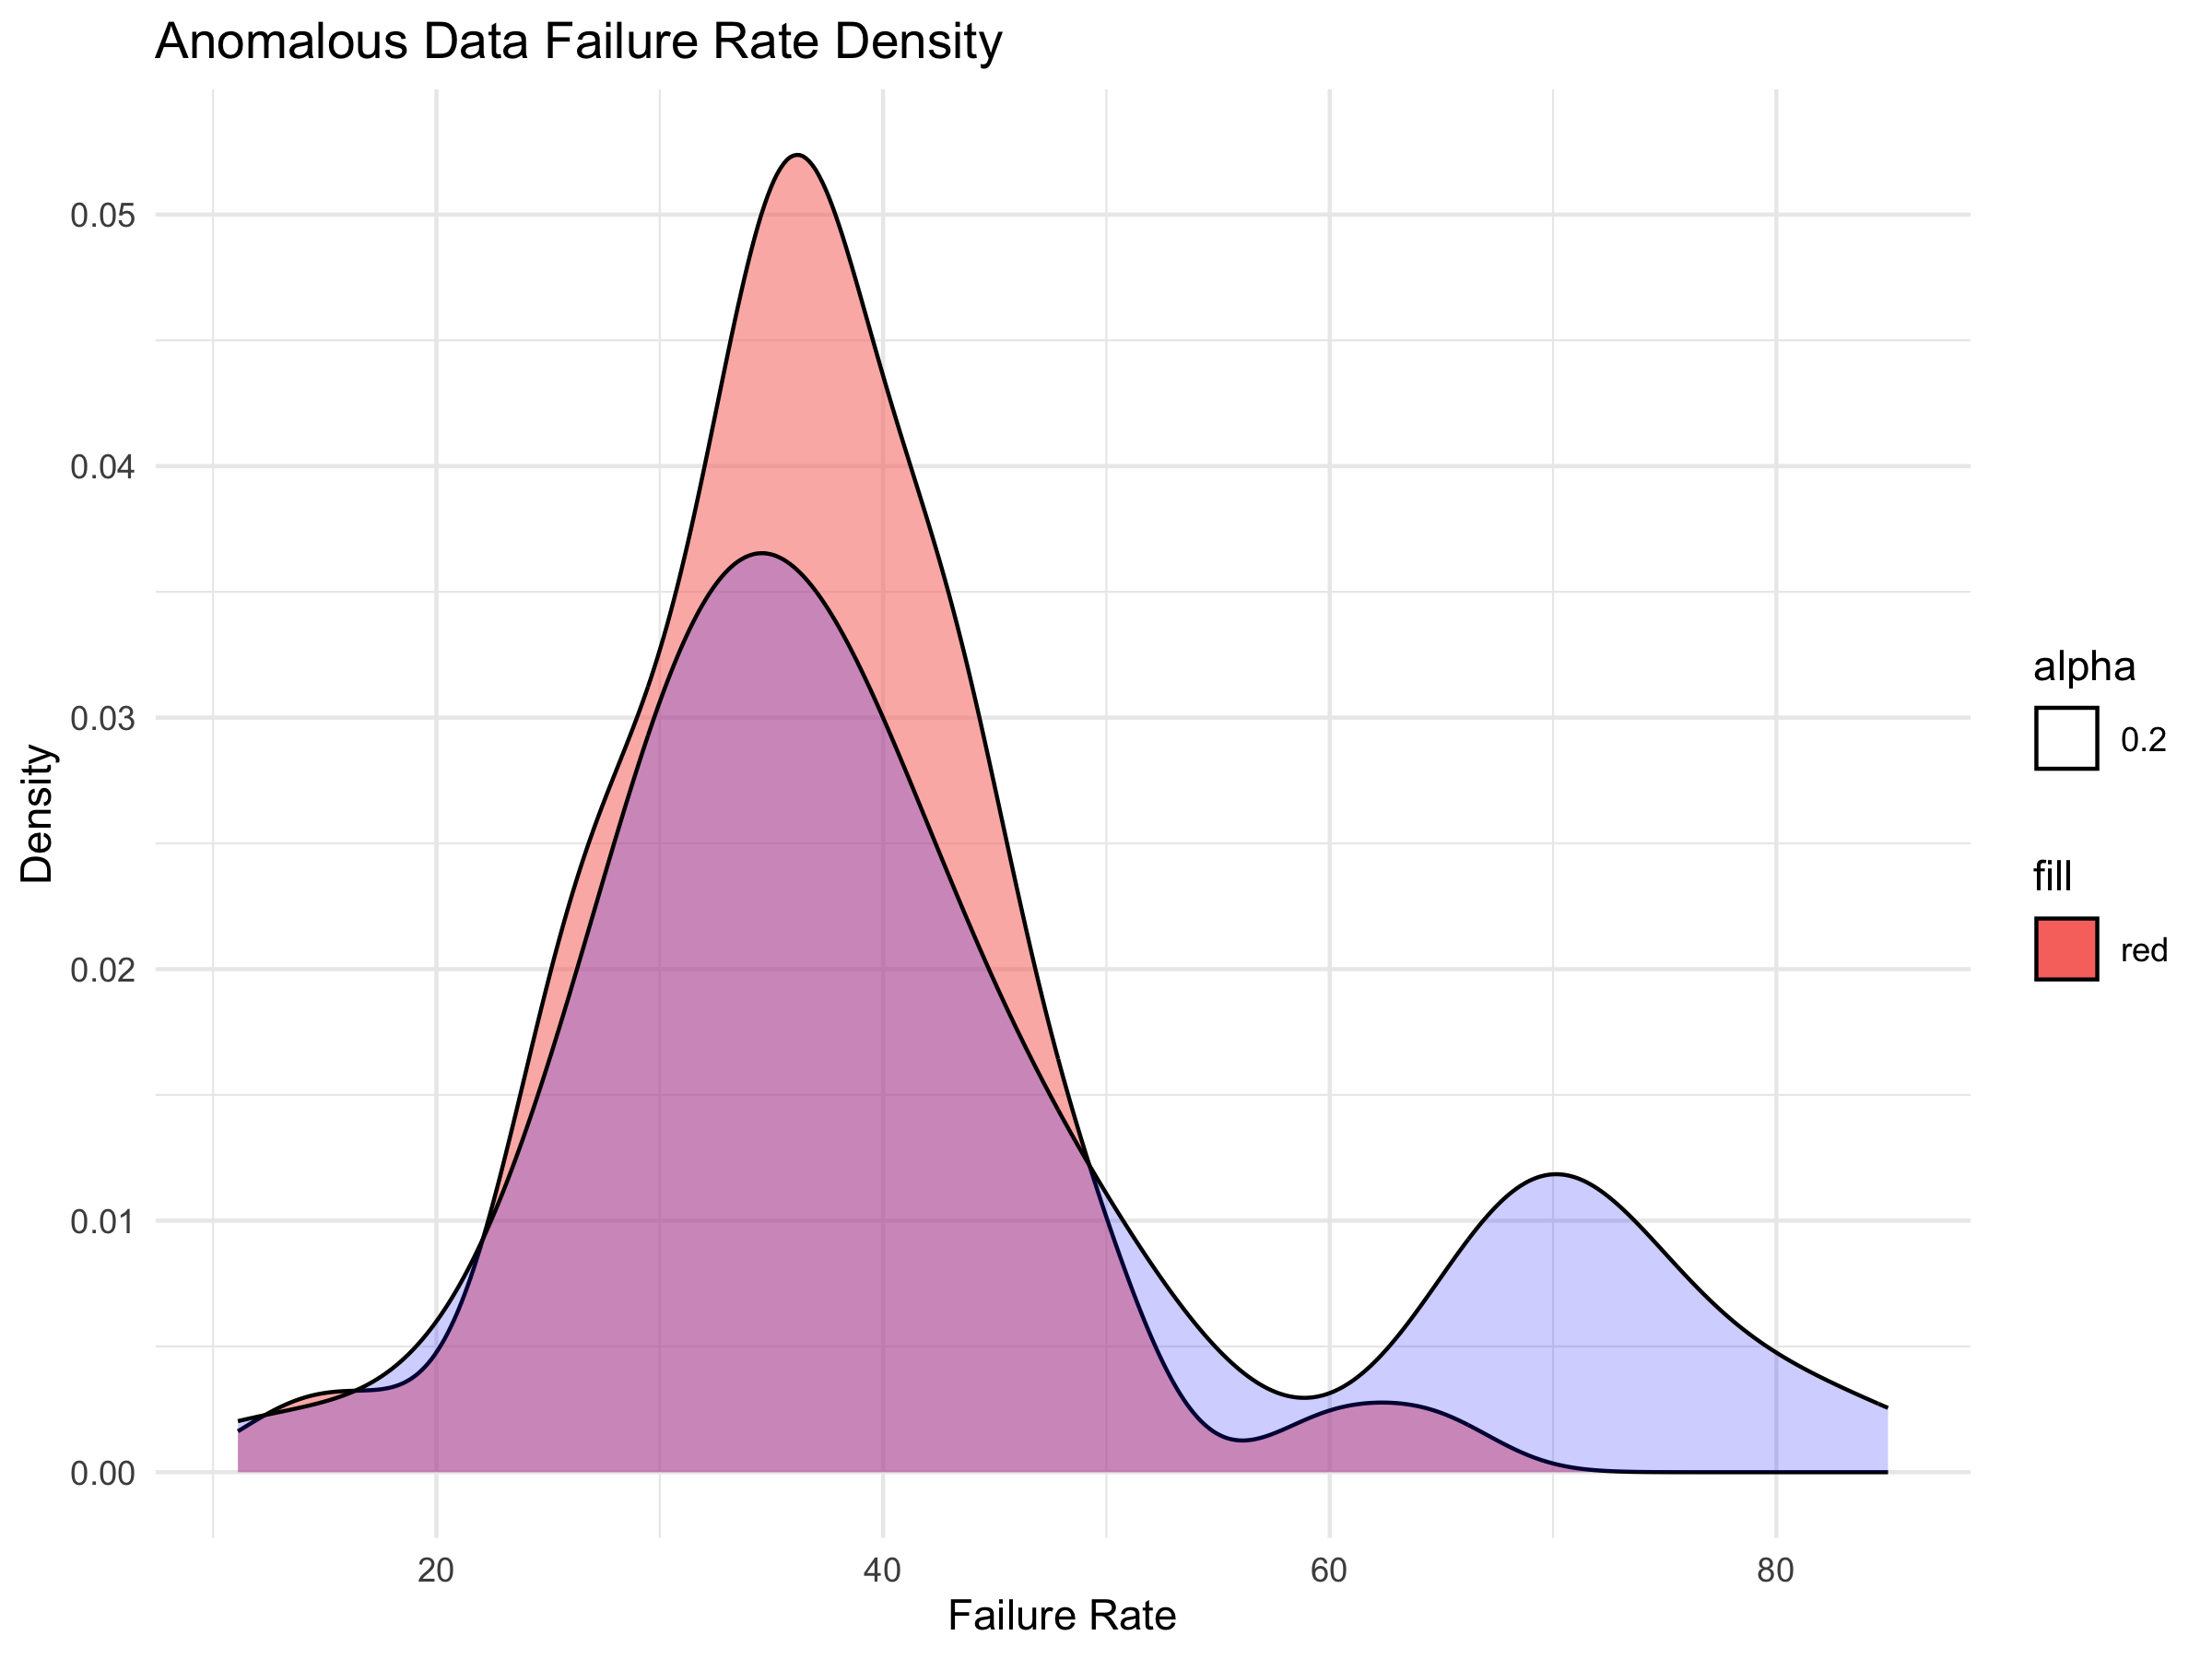 Anomalous Data Failure Rate Density
0.05
0.04
0.03
0.02
0.01
0.00
Density
20 40 60 80
Failure Rate
alpha
0.2
fill
red